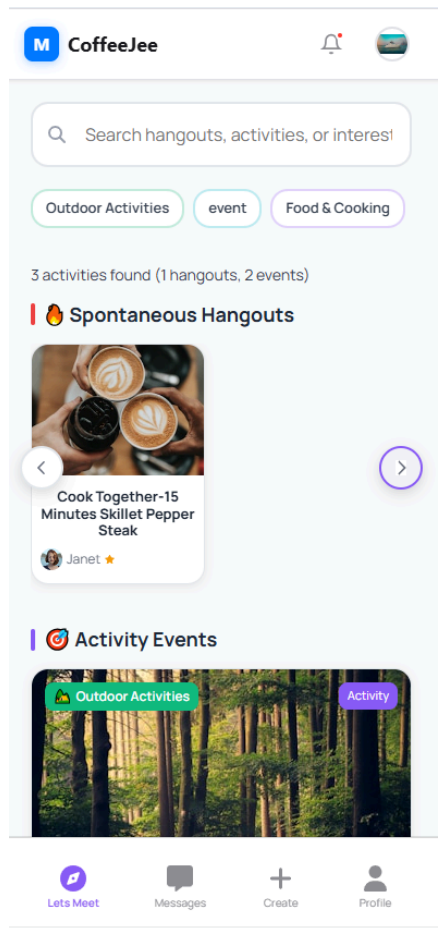 M CoffeeJee
Search hangouts, activities, or interest
Outdoor Activities event Food & Cooking
3 activities found (1 hangouts, 2 events)
🔥 Spontaneous Hangouts
Cook Together-15
Minutes Skillet Pepper
Steak
Janet ★
🎯 Activity Events
🏕️ Outdoor Activities Activity
Lets Meet Messages Create Profile